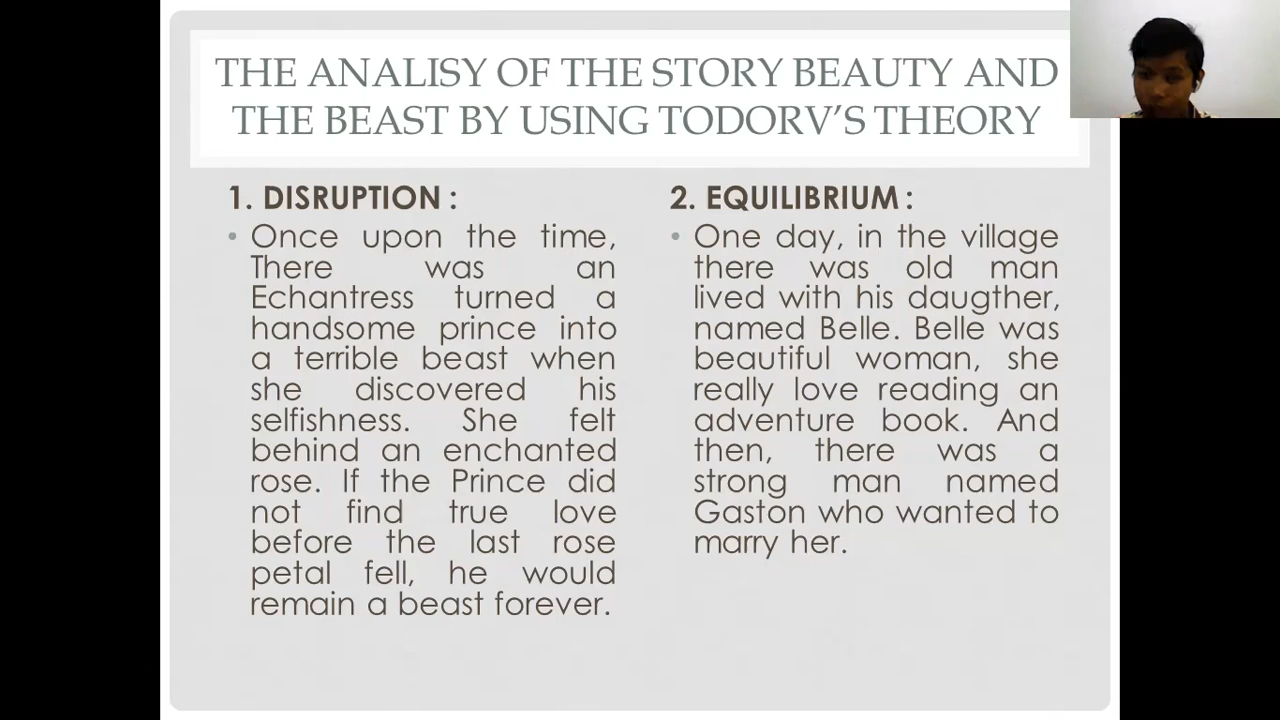 THE ANALISY OF THE STORY BEAUTY AND
THE BEAST BY USING TODORV'S THEORY
1. DISRUPTION :
• Once upon the time,
There was an
Echantress turned a
handsome prince into
a terrible beast when
she discovered his
selfishness. She felt
behind an enchanted
rose. If the Prince did
not find true love
before the last rose
petal fell, he would
remain a beast forever.
2. EQUILIBRIUM :
• One day, in the village
there was old man
lived with his daugther,
named Belle. Belle was
beautiful woman, she
really love reading an
adventure book. And
then, there was a
strong man named
Gaston who wanted to
marry her.